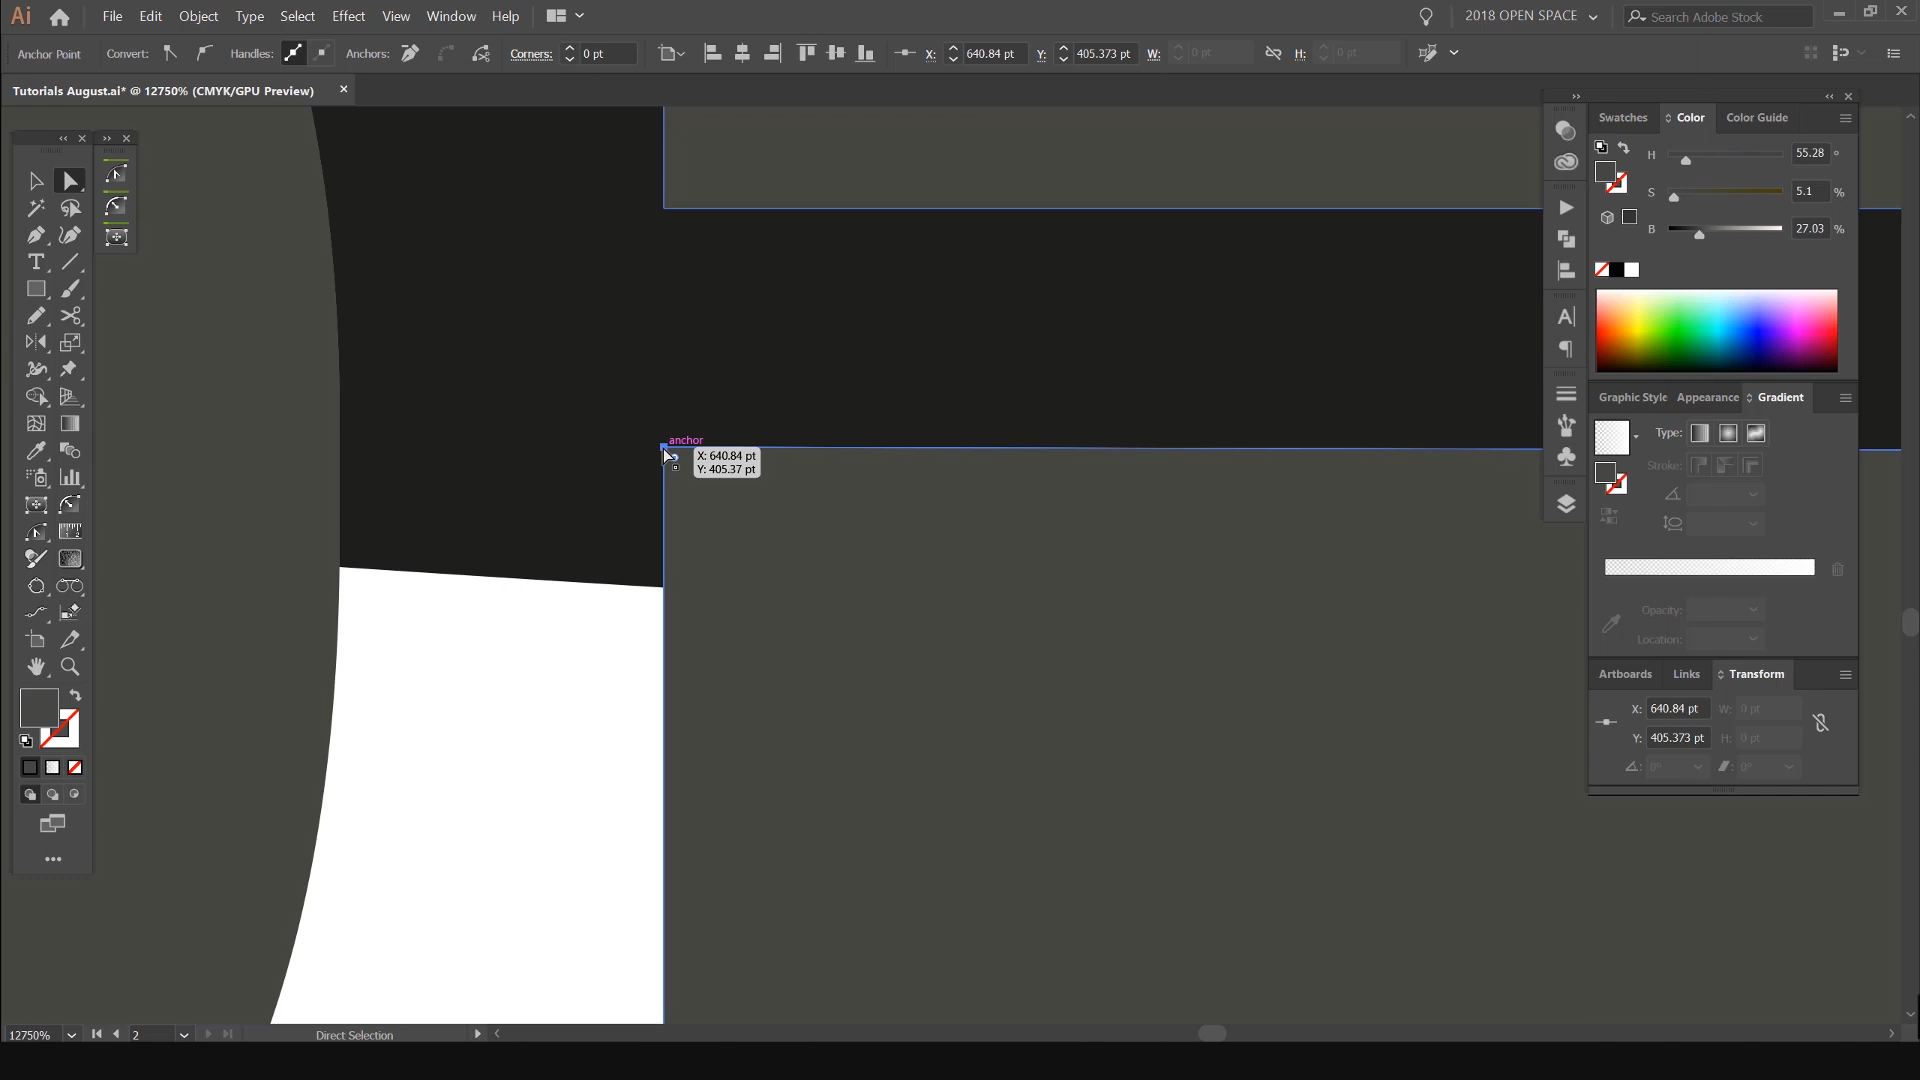 Ai File Edit Object Type Select Effect View Window Help 2018 OPEN SPACE Search Adobe Stock
Anchor Point Convert: Handles: Anchors: Corners: 0 pt X: 640.84 pt Y: 405.373 pt W: 0 pt H: 0 pt
Tutorials August.ai* @ 12750% (CMYK/GPU Preview)
Swatches Color Color Guide
H 55.28 °
S 5.1 %
B 27.03 %
anchor
X: 640.84 pt
Y: 405.37 pt
Graphic Style Appearance Gradient
Type:
Stroke:
Opacity:
Location:
Artboards Links Transform
X: 640.84 pt W: 0 pt
Y: 405.373 pt H: 0 pt
0° 0°
12750% 2 Direct Selection